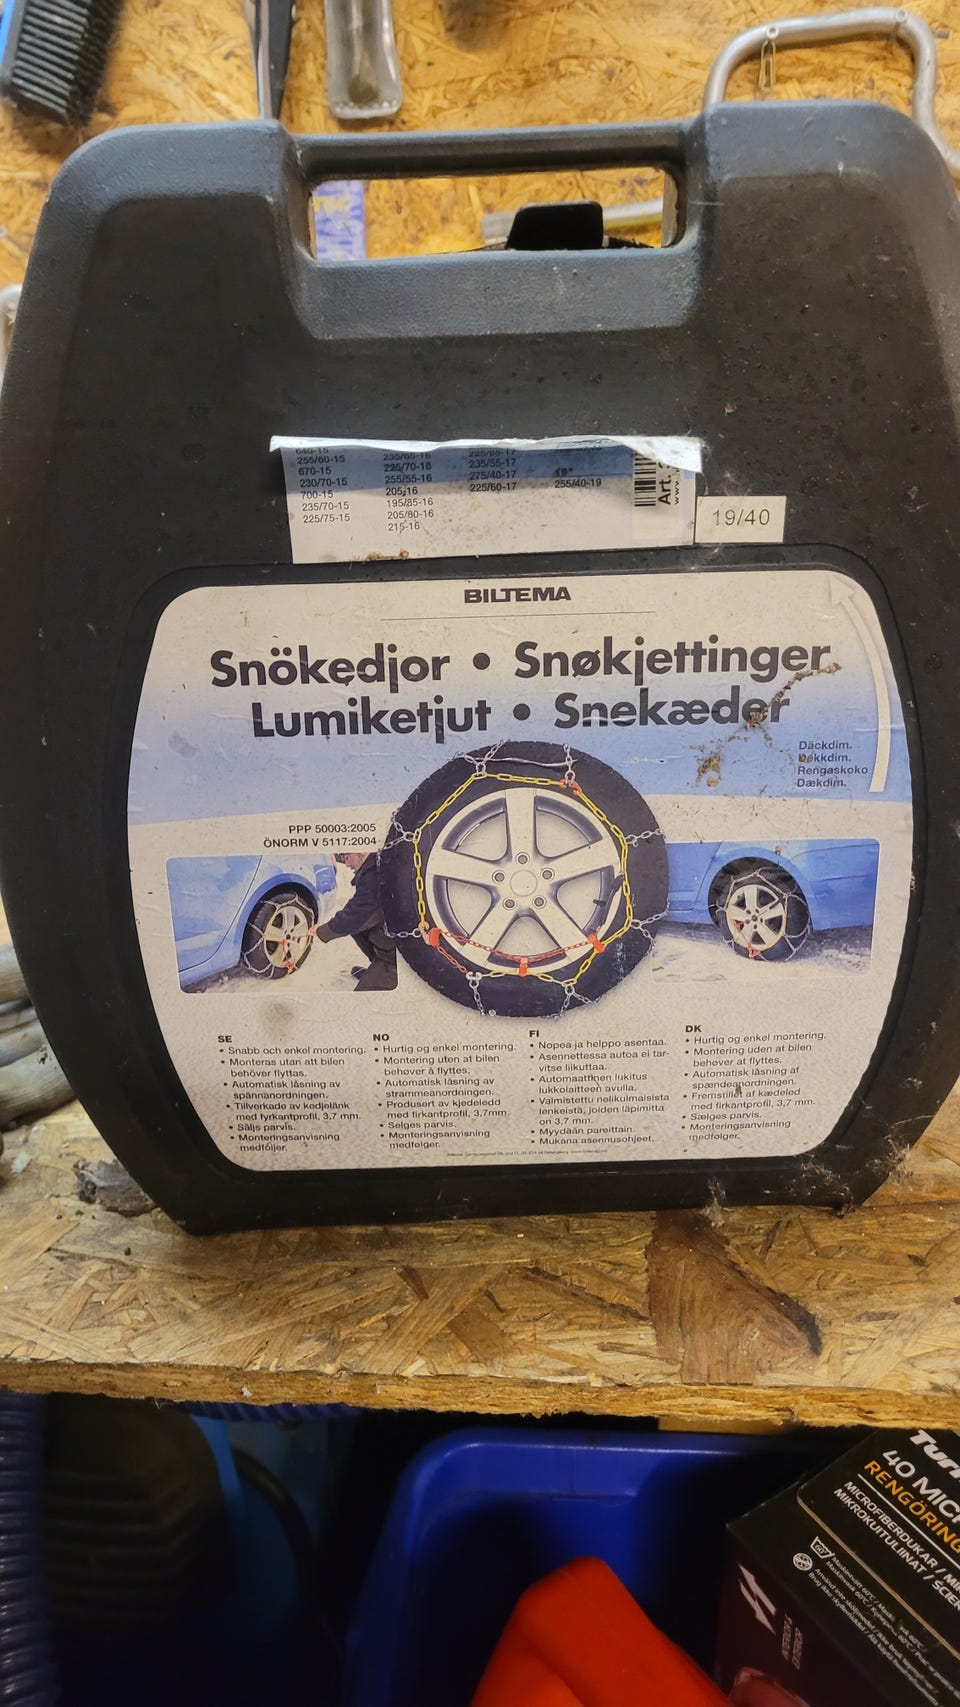 640-15
255/60-15
670-15
230/70-15
700-15
235/70-15
225/75-15
235/65-16
225/70-16
255/55-16
205-16
195/85-16
205/80-16
215-16
225/65-17
235/55-17
275/40-17
225/60-17
19"
255/40-19
Art.
www.
19/40
BILTEMA
Snökedjor • Snøkjettinger
Lumiketjut • Snekæder
Däckdim.
Dekkdim.
Rengaskoko
Dækdim.
PPP 50003:2005
ÖNORM V 5117:2004
SE
• Snabb och enkel montering.
• Monteras utan att bilen
behöver flyttas.
• Automatisk låsning av
spännanordningen.
• Tillverkade av kedjelänk
med fyrkantprofil, 3,7 mm.
• Säljs parvis.
• Monteringsanvisning
medföljer.
NO
• Hurtig og enkel montering.
• Montering uten at bilen
behøver å flyttes.
• Automatisk låsning av
strammeanordningen.
• Produsert av kjedeledd
med firkantprofil, 3,7mm.
• Selges parvis.
• Monteringsanvisning
medfølger.
FI
• Nopea ja helppo asentaa.
• Asennettessa autoa ei tar-
vitse liikuttaa.
• Automaattinen lukitus
lukkolaitteen avulla.
• Valmistettu nelikulmaisista
lenkeistä, joiden läpimitta
on 3,7 mm.
• Myydään pareittain.
• Mukana asennusohjeet.
DK
• Hurtig og enkel montering.
• Montering uden at bilen
behøver at flyttes.
• Automatisk låsning af
spændeanordningen.
• Fremstillet af kædeled
med firkantprofil, 3,7 mm.
• Sælges parvis.
• Monteringsanvisning
medfølger.
40 MIC
RENGÖRING
MICROFIBERDUKAR / MI
MIKROKUITULIINAT / SCIER